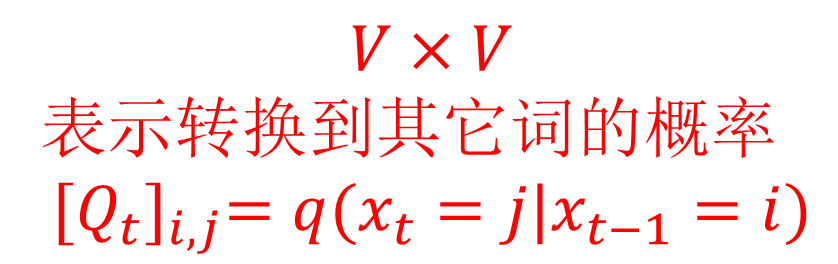 V × V
表示转换到其它词的概率
[Q_t]_{i,j} = q(x_t = j|x_{t−1} = i)